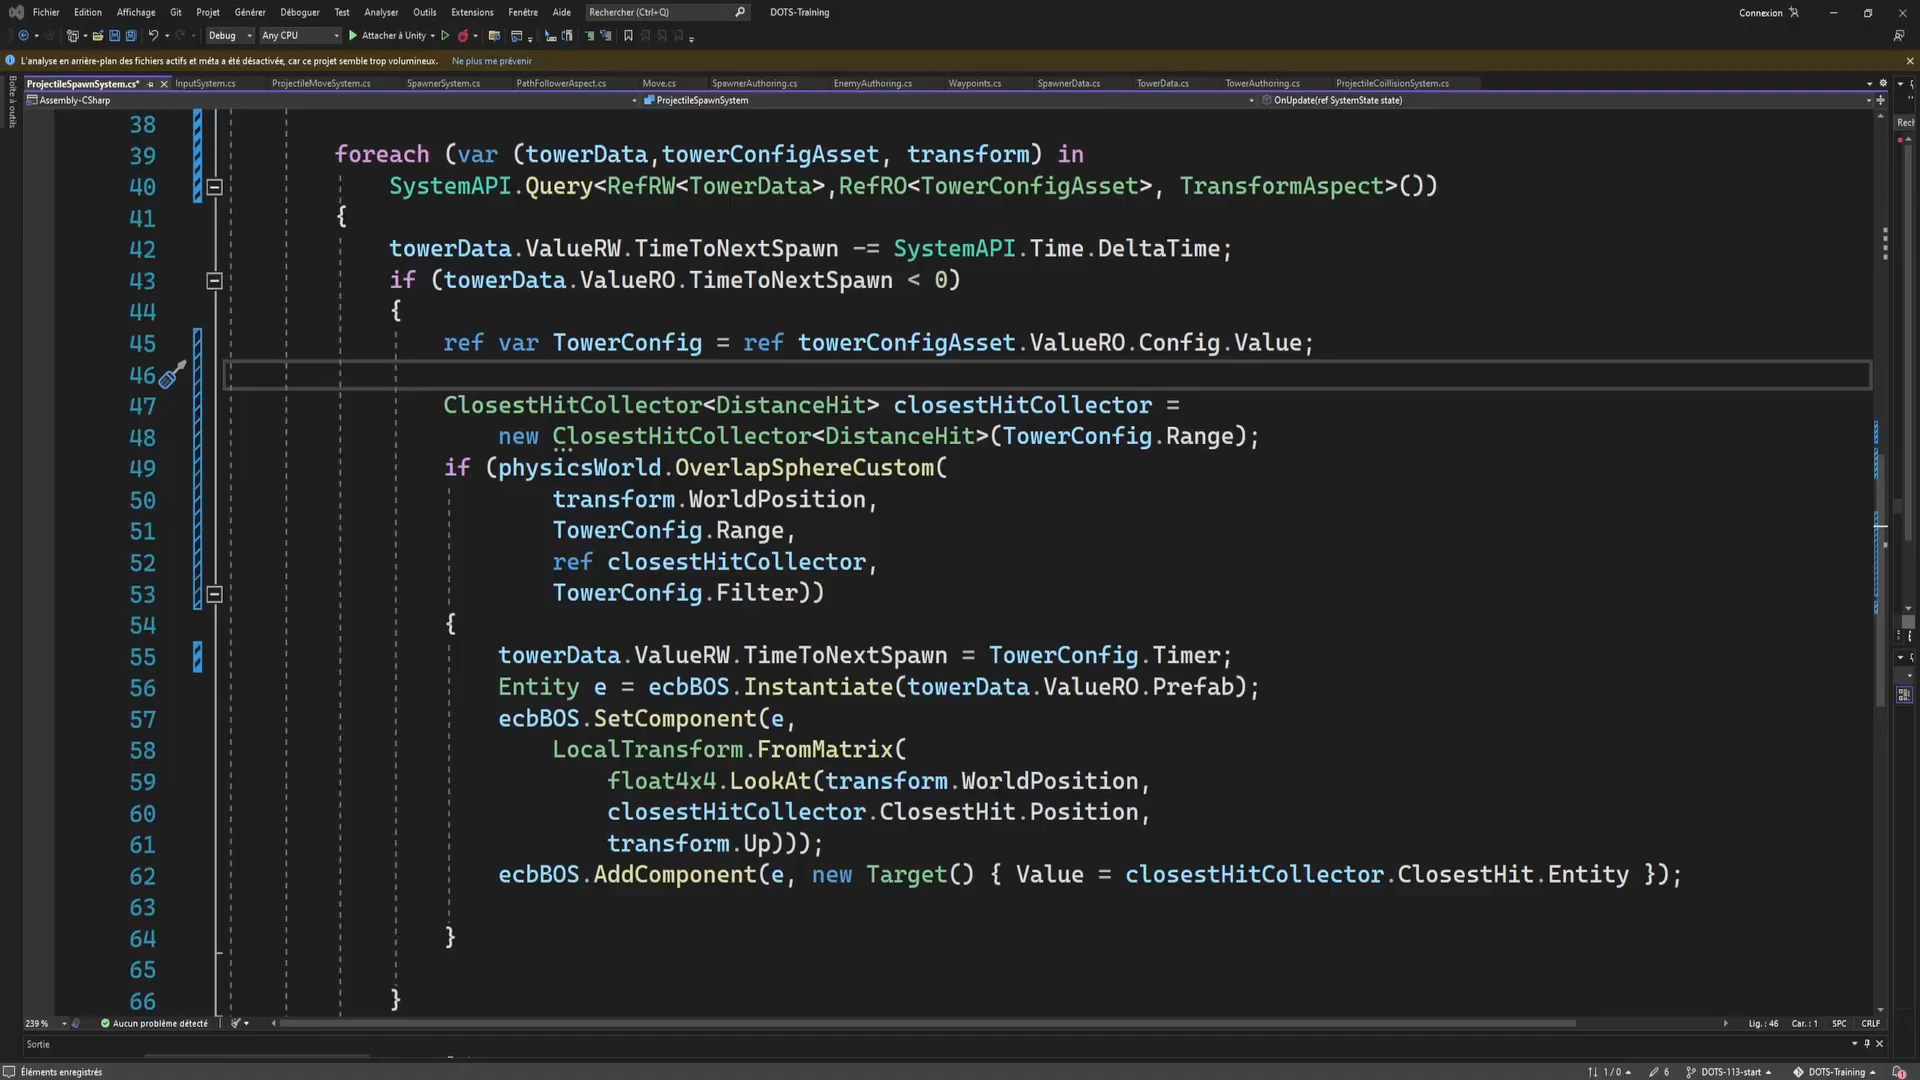 Fichier Edition Affichage Git Projet Générer Déboguer Test Analyser Outils Extensions Fenêtre Aide Rechercher (Ctrl+Q) DOTS-Training Connexion
Debug Any CPU Attacher à Unity
L'analyse en arrière-plan des fichiers actifs et méta a été désactivée, car ce projet semble trop volumineux. Ne plus prévenir
Boîte à outils
ProjectileSpawnSystem.cs* InputSystem.cs ProjectileMoveSystem.cs SpawnerSystem.cs PathFollowerAspect.cs Move.cs SpawnerAuthoring.cs EnemyAuthoring.cs Waypoints.cs SpawnerData.cs TowerData.cs TowerAuthoring.cs ProjectileCoillisionSystem.cs
Assembly-CSharp ProjectileSpawnSystem OnUpdate(ref SystemState state)
Rech
38
39 foreach (var (towerData,towerConfigAsset, transform) in
40 SystemAPI.Query<RefRW<TowerData>,RefRO<TowerConfigAsset>, TransformAspect>())
41 {
42 towerData.ValueRW.TimeToNextSpawn -= SystemAPI.Time.DeltaTime;
43 if (towerData.ValueRO.TimeToNextSpawn < 0)
44 {
45 ref var TowerConfig = ref towerConfigAsset.ValueRO.Config.Value;
46
47 ClosestHitCollector<DistanceHit> closestHitCollector =
48 new ClosestHitCollector<DistanceHit>(TowerConfig.Range);
49 if (physicsWorld.OverlapSphereCustom(
50 transform.WorldPosition,
51 TowerConfig.Range,
52 ref closestHitCollector,
53 TowerConfig.Filter))
54 {
55 towerData.ValueRW.TimeToNextSpawn = TowerConfig.Timer;
56 Entity e = ecbBOS.Instantiate(towerData.ValueRO.Prefab);
57 ecbBOS.SetComponent(e,
58 LocalTransform.FromMatrix(
59 float4x4.LookAt(transform.WorldPosition,
60 closestHitCollector.ClosestHit.Position,
61 transform.Up)));
62 ecbBOS.AddComponent(e, new Target() { Value = closestHitCollector.ClosestHit.Entity });
63
64 }
65
66 }
239 % Aucun problème détecté Lig. : 46 Car. : 1 SPC CRLF
Sortie
Éléments enregistrés 1 / 0 6 DOTS-113-start DOTS-Training